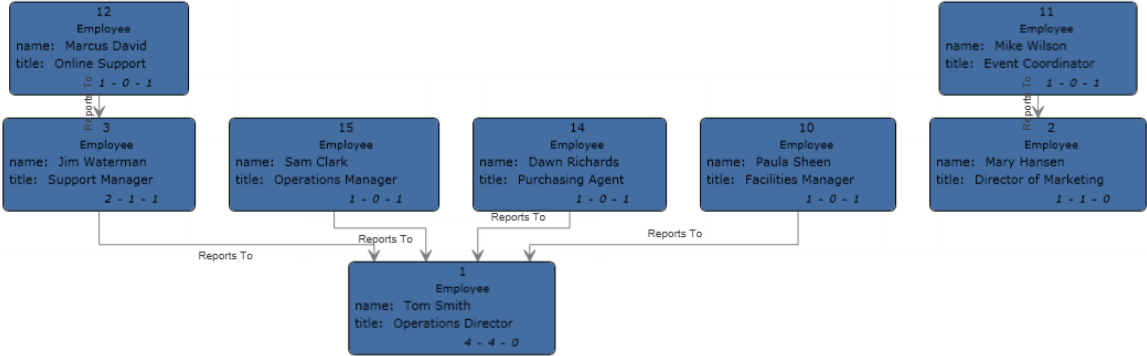 12
Employee
name: Marcus David
title: Online Support
1 - 0 - 1
11
Employee
name: Mike Wilson
title: Event Coordinator
1 - 0 - 1
Reports To
Reports To
3
Employee
name: Jim Waterman
title: Support Manager
2 - 1 - 1
15
Employee
name: Sam Clark
title: Operations Manager
1 - 0 - 1
14
Employee
name: Dawn Richards
title: Purchasing Agent
1 - 0 - 1
10
Employee
name: Paula Sheen
title: Facilities Manager
1 - 0 - 1
2
Employee
name: Mary Hansen
title: Director of Marketing
1 - 1 - 0
Reports To
Reports To
Reports To
Reports To
1
Employee
name: Tom Smith
title: Operations Director
4 - 4 - 0